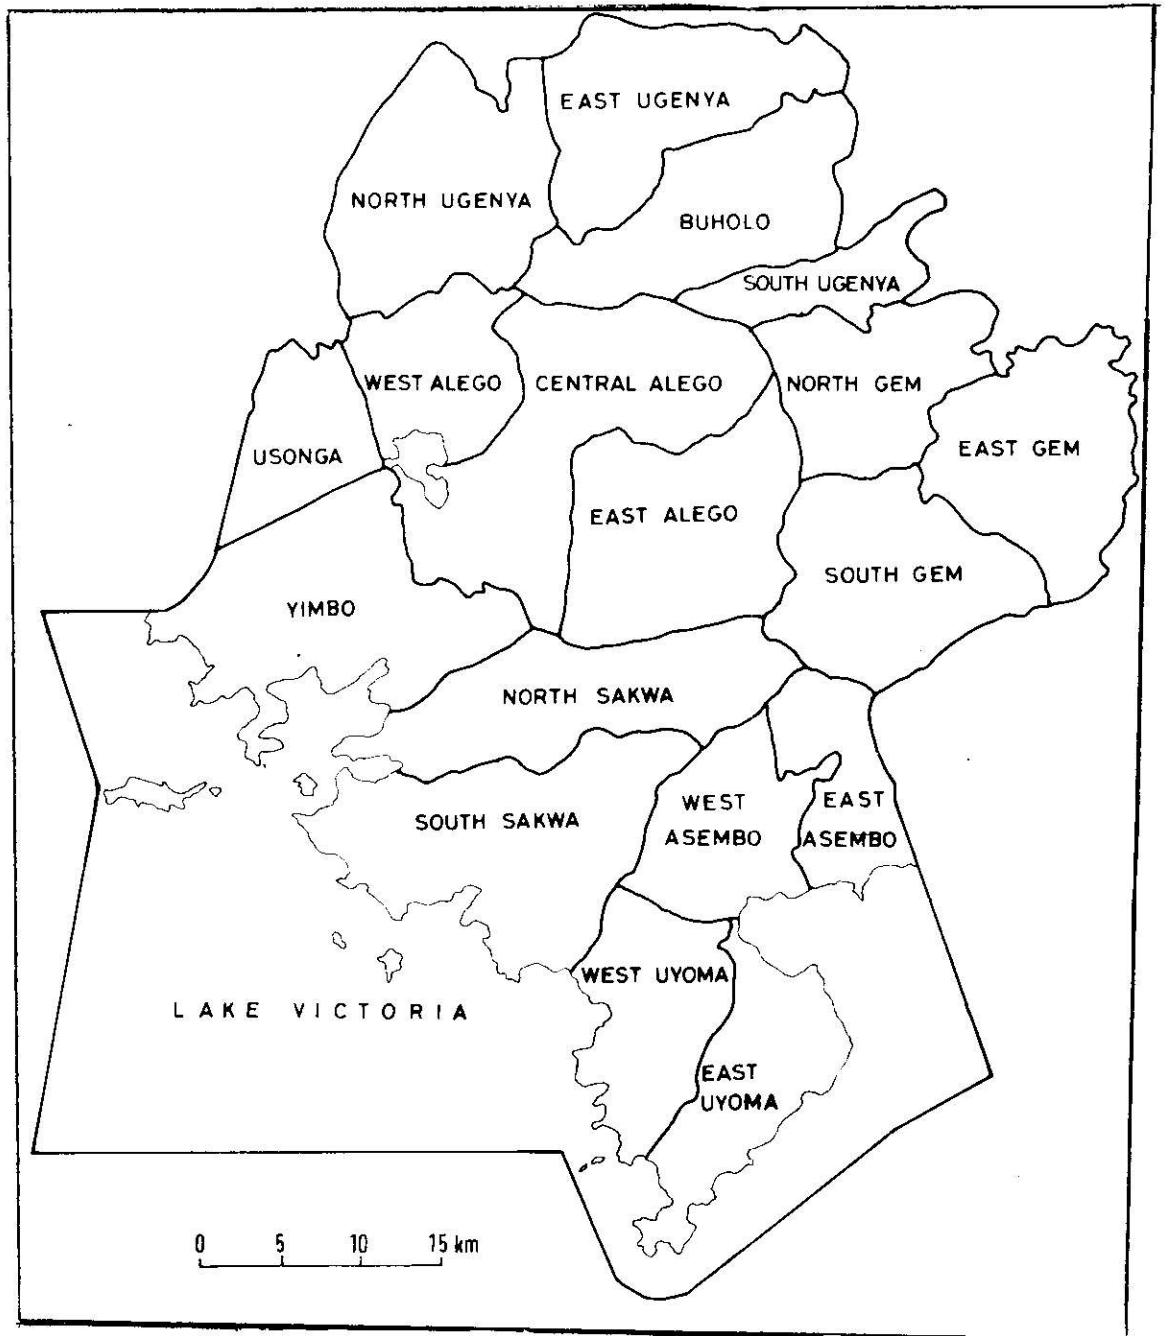 EAST UGENYA
NORTH UGENYA
BUHOLO
SOUTH UGENYA
WEST ALEGO
CENTRAL ALEGO
NORTH GEM
USONGA
EAST GEM
EAST ALEGO
SOUTH GEM
YIMBO
NORTH SAKWA
WEST
ASEMBO
EAST
ASEMBO
SOUTH SAKWA
WEST UYOMA
LAKE VICTORIA
EAST
UYOMA
0 5 10 15 km